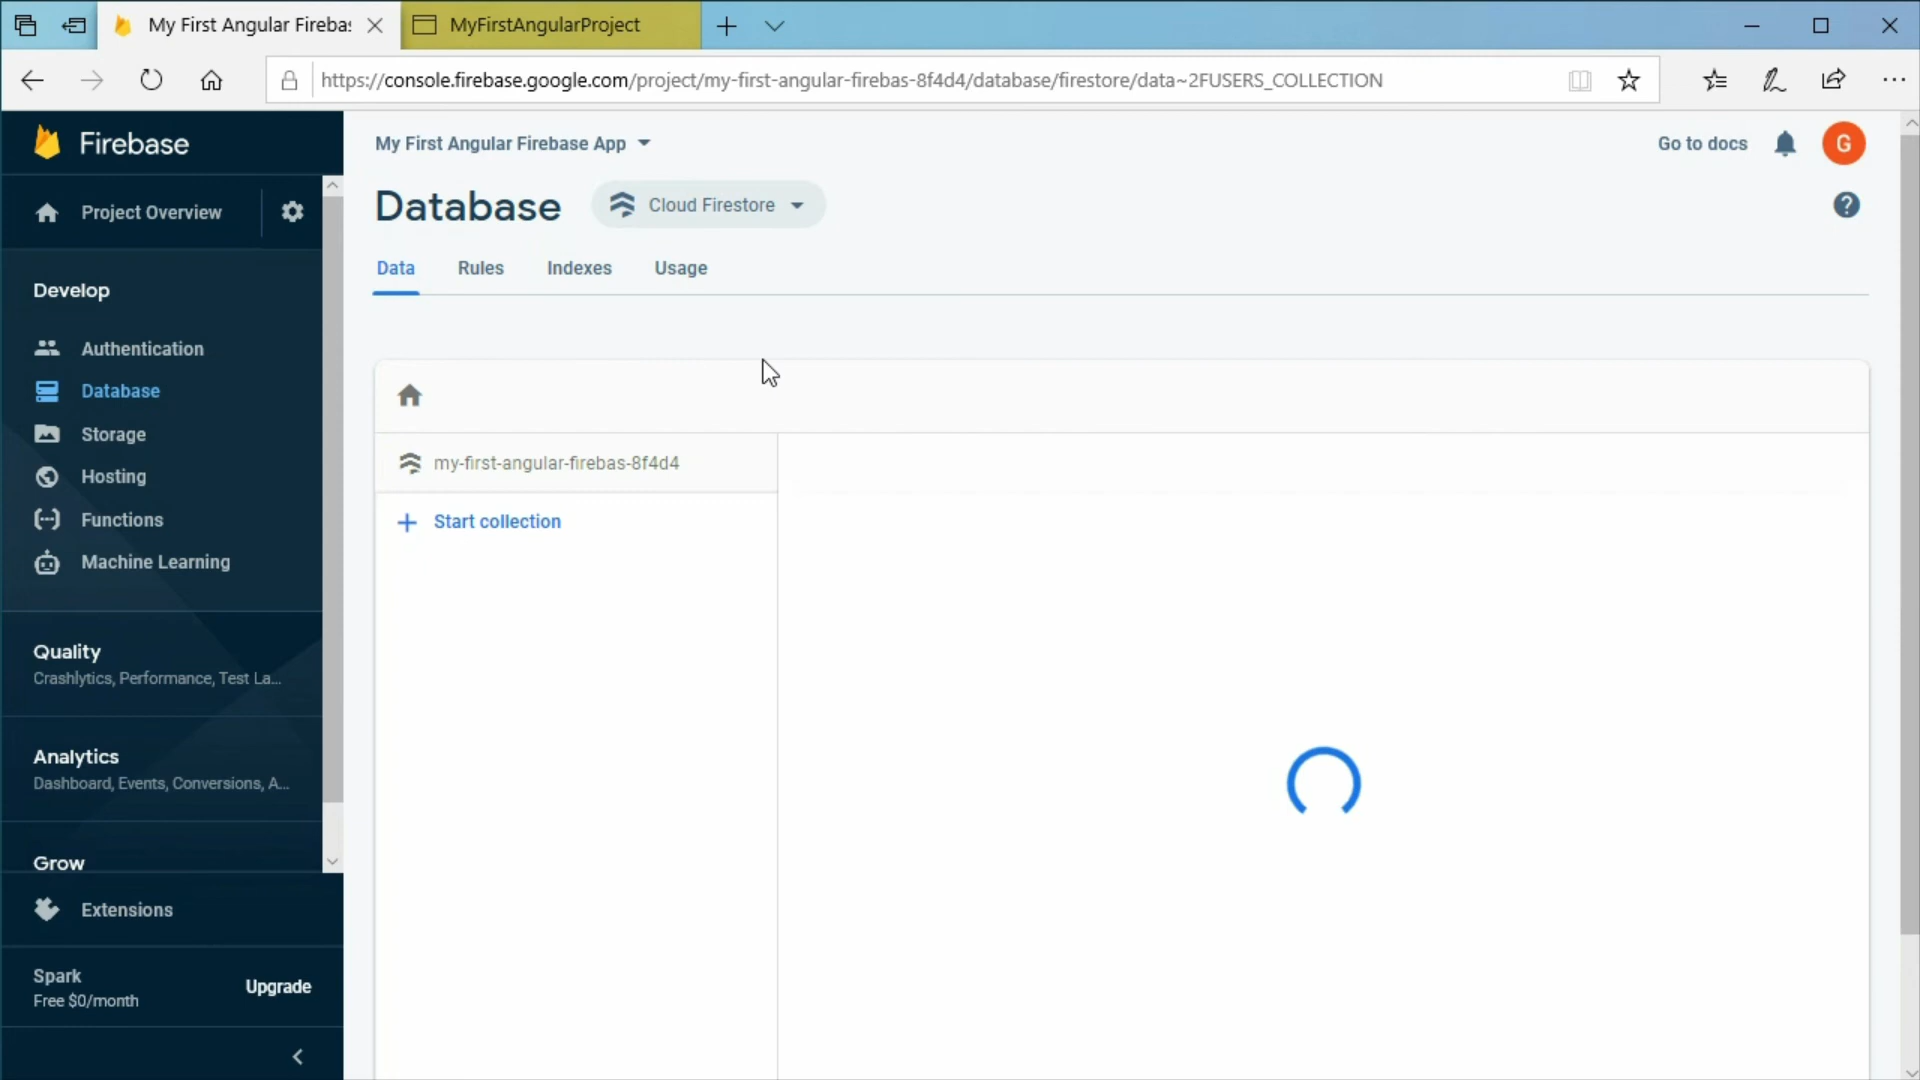 My First Angular Firebas
MyFirstAngularProject
https://console.firebase.google.com/project/my-first-angular-firebas-8f4d4/database/firestore/data~2FUSERS_COLLECTION
Firebase
My First Angular Firebase App
Go to docs
G
Project Overview
Database
Cloud Firestore
?
Data
Rules
Indexes
Usage
Develop
Authentication
Database
Storage
Hosting
Functions
Machine Learning
my-first-angular-firebas-8f4d4
+ Start collection
Quality
Crashlytics, Performance, Test La...
Analytics
Dashboard, Events, Conversions, A...
Grow
Extensions
Spark
Free $0/month
Upgrade